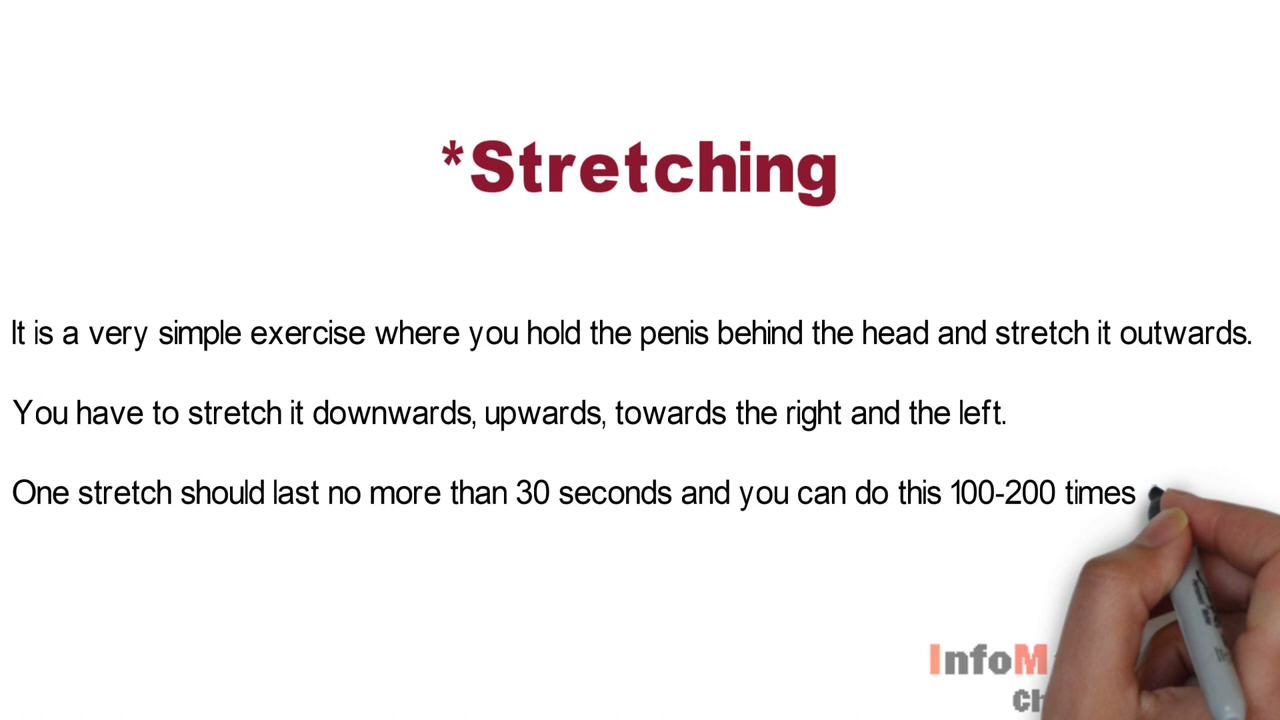 *Stretching
It is a very simple exercise where you hold the penis behind the head and stretch it outwards.
You have to stretch it downwards, upwards, towards the right and the left.
One stretch should last no more than 30 seconds and you can do this 100-200 times
InfoM
Ch